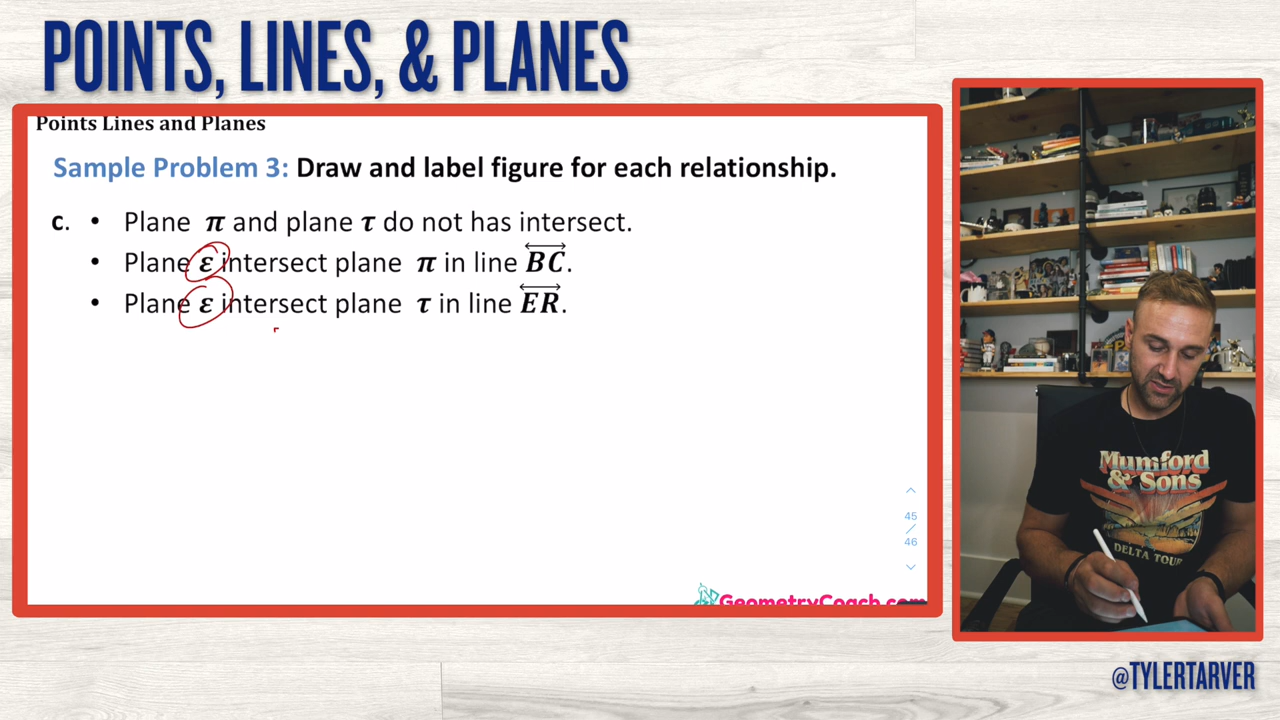 POINTS, LINES, & PLANES
Points Lines and Planes
Sample Problem 3: Draw and label figure for each relationship.
c. • Plane π and plane τ do not has intersect.
• Plane ε intersect plane π in line BC.
• Plane ε intersect plane τ in line ER.
45
/
46
GeometryCoach.com
Mumford
& Sons
DELTA TOUR
@TYLERTARVER